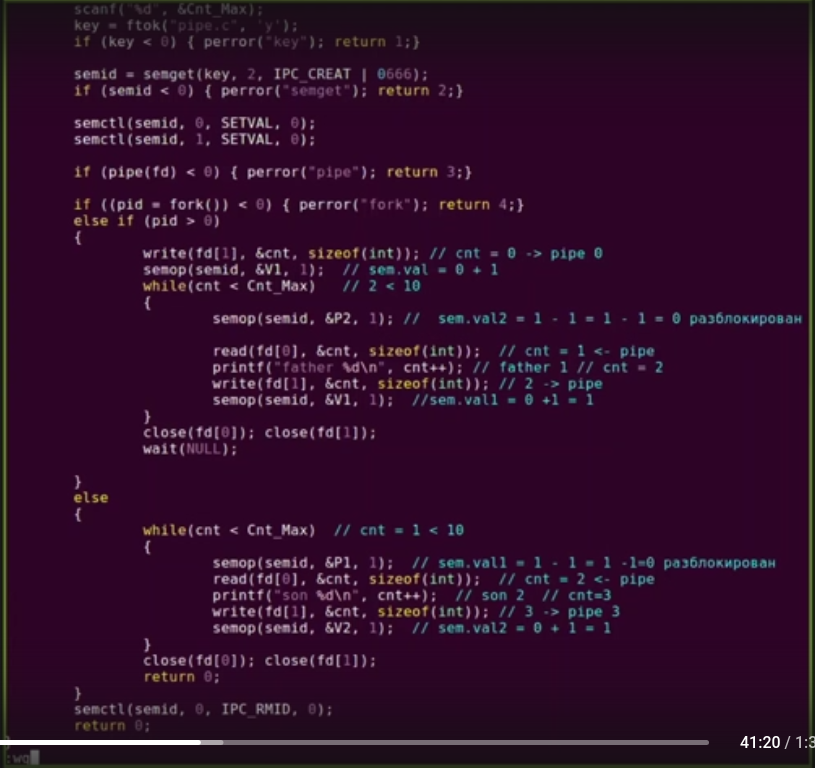 scanf("%d", &Cnt_Max);
key = ftok("pipe.c", 'y');
if (key < 0) { perror("key"); return 1;}
semid = semget(key, 2, IPC_CREAT | 0666);
if (semid < 0) { perror("semget"); return 2;}
semctl(semid, 0, SETVAL, 0);
semctl(semid, 1, SETVAL, 0);
if (pipe(fd) < 0) { perror("pipe"); return 3;}
if ((pid = fork()) < 0) { perror("fork"); return 4;}
else if (pid > 0)
{
write(fd[1], &cnt, sizeof(int)); // cnt = 0 -> pipe 0
semop(semid, &V1, 1);  // sem.val = 0 + 1
while(cnt < Cnt_Max)   // 2 < 10
{
semop(semid, &P2, 1); //  sem.val2 = 1 - 1 = 1 - 1 = 0 разблокирован
read(fd[0], &cnt, sizeof(int));  // cnt = 1 <- pipe
printf("father %d\n", cnt++); // father 1 // cnt = 2
write(fd[1], &cnt, sizeof(int)); // 2 -> pipe
semop(semid, &V1, 1);  //sem.val1 = 0 +1 = 1
}
close(fd[0]); close(fd[1]);
wait(NULL);
}
else
{
while(cnt < Cnt_Max)  // cnt = 1 < 10
{
semop(semid, &P1, 1);  // sem.val1 = 1 - 1 = 1 -1=0 разблокирован
read(fd[0], &cnt, sizeof(int));  // cnt = 2 <- pipe
printf("son %d\n", cnt++);  // son 2  // cnt=3
write(fd[1], &cnt, sizeof(int)); // 3 -> pipe 3
semop(semid, &V2, 1);  // sem.val2 = 0 + 1 = 1
}
close(fd[0]); close(fd[1]);
return 0;
}
semctl(semid, 0, IPC_RMID, 0);
return 0;
41:20 / 1:3
:wq